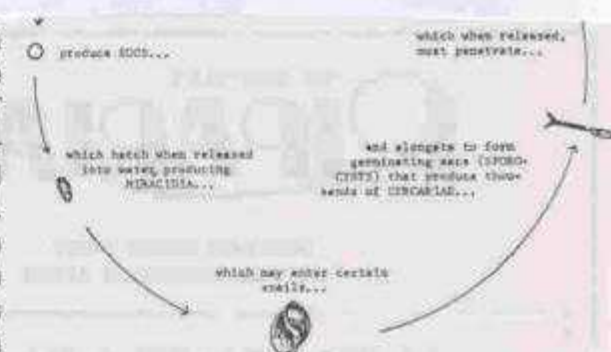 produce EGGS...
which hatch when released
into water, producing
MIRACIDIA...
which may enter certain
snails...
and elongate to form
germinating sacs (SPORO-
CYSTS) that produce thou-
sands of CERCARIAE...
which when released,
must penetrate...